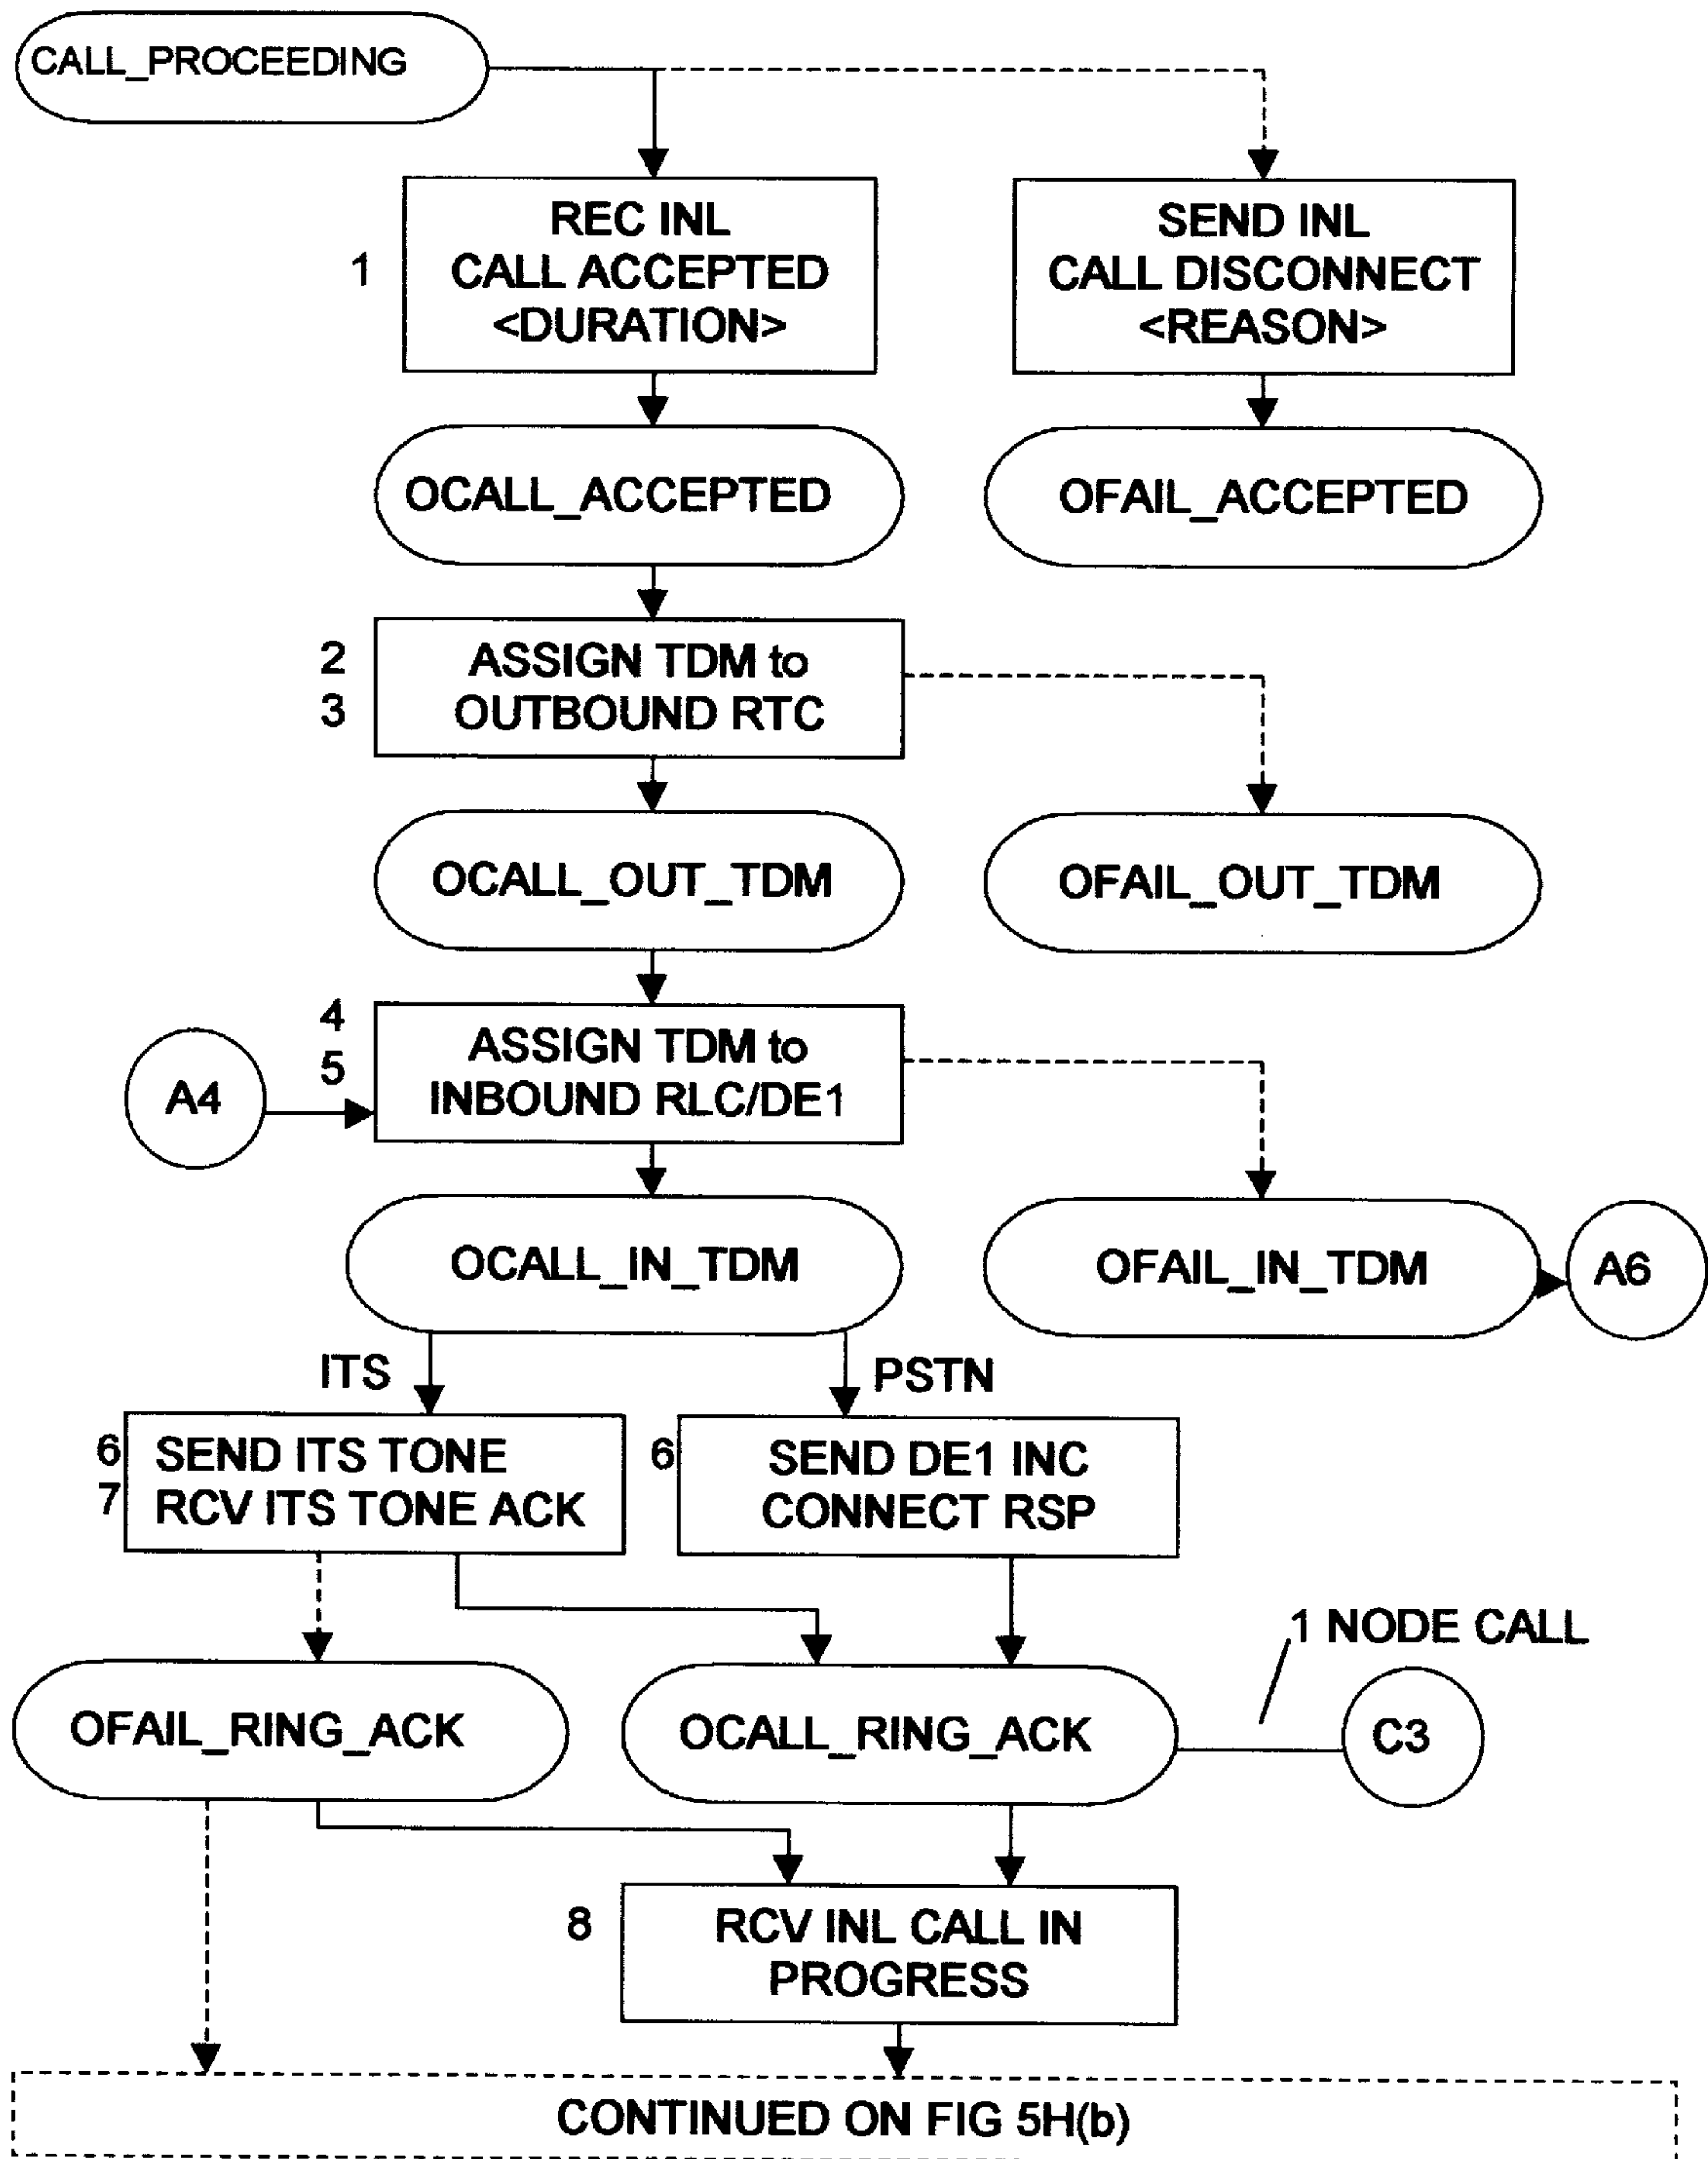 CALL_PROCEEDING
REC INL
CALL ACCEPTED
<DURATION>
1
SEND INL
CALL DISCONNECT
<REASON>
OCALL_ACCEPTED
OFAIL_ACCEPTED
2
3
ASSIGN TDM to
OUTBOUND RTC
OCALL_OUT_TDM
OFAIL_OUT_TDM
4
5
ASSIGN TDM to
INBOUND RLC/DE1
A4
OCALL_IN_TDM
OFAIL_IN_TDM
A6
ITS
PSTN
6
7
SEND ITS TONE
RCV ITS TONE ACK
6
SEND DE1 INC
CONNECT RSP
1 NODE CALL
OFAIL_RING_ACK
OCALL_RING_ACK
C3
8
RCV INL CALL IN
PROGRESS
CONTINUED ON FIG 5H(b)